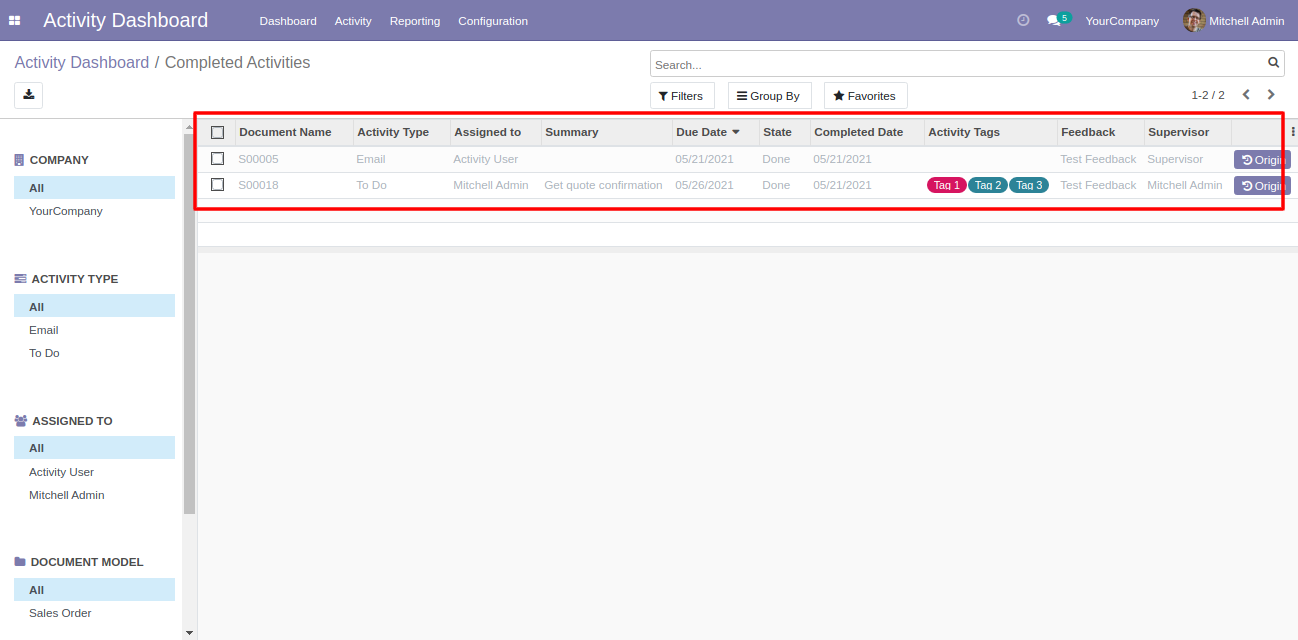 Activity Dashboard Dashboard Activity Reporting Configuration 5 YourCompany Mitchell Admin
Activity Dashboard / Completed Activities
Search...
Filters Group By Favorites 1-2 / 2
COMPANY
All
YourCompany
ACTIVITY TYPE
All
Email
To Do
ASSIGNED TO
All
Activity User
Mitchell Admin
DOCUMENT MODEL
All
Sales Order
Document Name Activity Type Assigned to Summary Due Date State Completed Date Activity Tags Feedback Supervisor
S00005 Email Activity User 05/21/2021 Done 05/21/2021 Test Feedback Supervisor Origin
S00018 To Do Mitchell Admin Get quote confirmation 05/26/2021 Done 05/21/2021 Tag 1 Tag 2 Tag 3 Test Feedback Mitchell Admin Origin